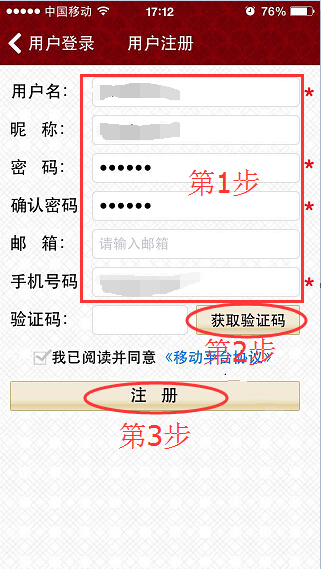 中国移动 17:12 76%
用户登录 用户注册
用户名： *
昵 称：
密 码： •••••• *
第1步
确认密码 •••••• *
邮 箱： 请输入邮箱
手机号码 *
验证码： 获取验证码
第2步
我已阅读并同意《移动平台协议》
注 册
第3步